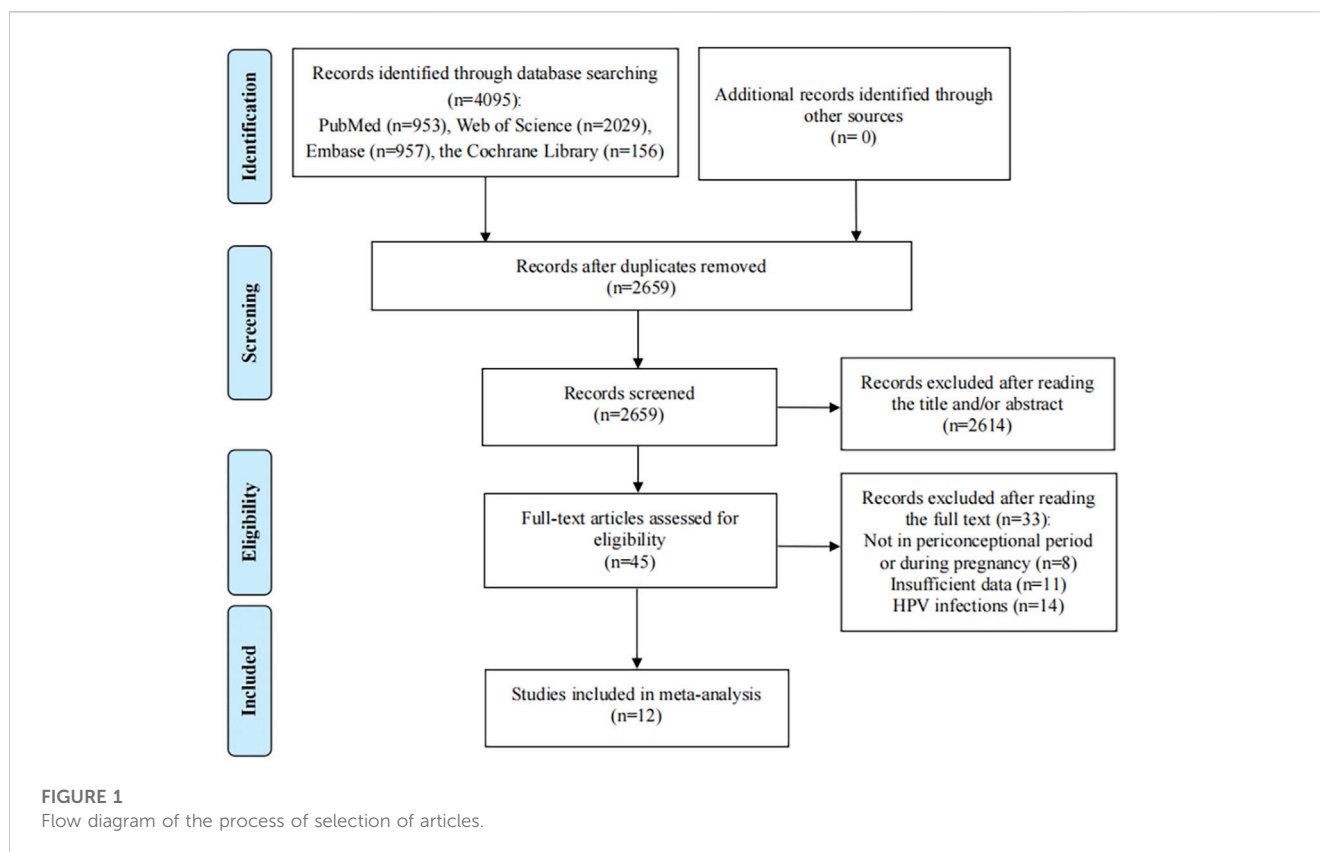 Identification
Records identified through database searching
(n=4095):
PubMed (n=953), Web of Science (n=2029),
Embase (n=957), the Cochrane Library (n=156)
Additional records identified through
other sources
(n= 0)
Screening
Records after duplicates removed
(n=2659)
Records screened
(n=2659)
Records excluded after reading
the title and/or abstract
(n=2614)
Eligibility
Full-text articles assessed for
eligibility
(n=45)
Records excluded after reading
the full text (n=33):
Not in periconceptional period
or during pregnancy (n=8)
Insufficient data (n=11)
HPV infections (n=14)
Included
Studies included in meta-analysis
(n=12)
FIGURE 1
Flow diagram of the process of selection of articles.